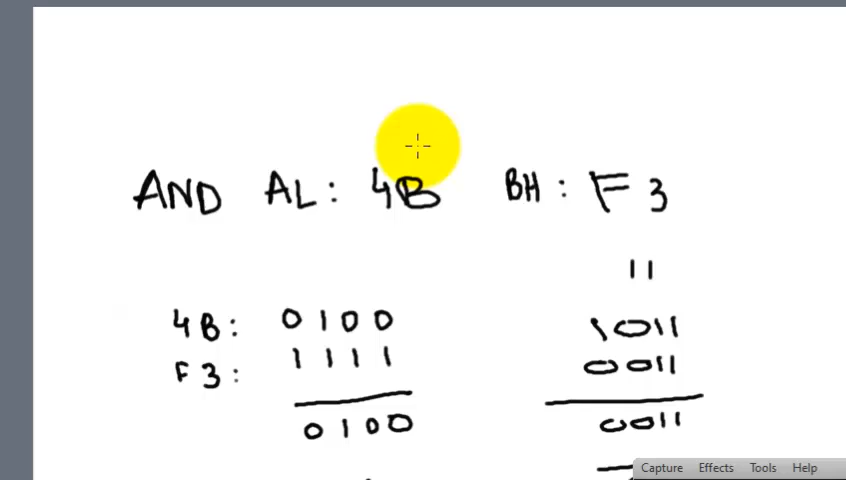 AND AL: 4B BH: F3
11
4B: 0100 1011
F3: 1111 0011
0100 0011
Capture Effects Tools Help